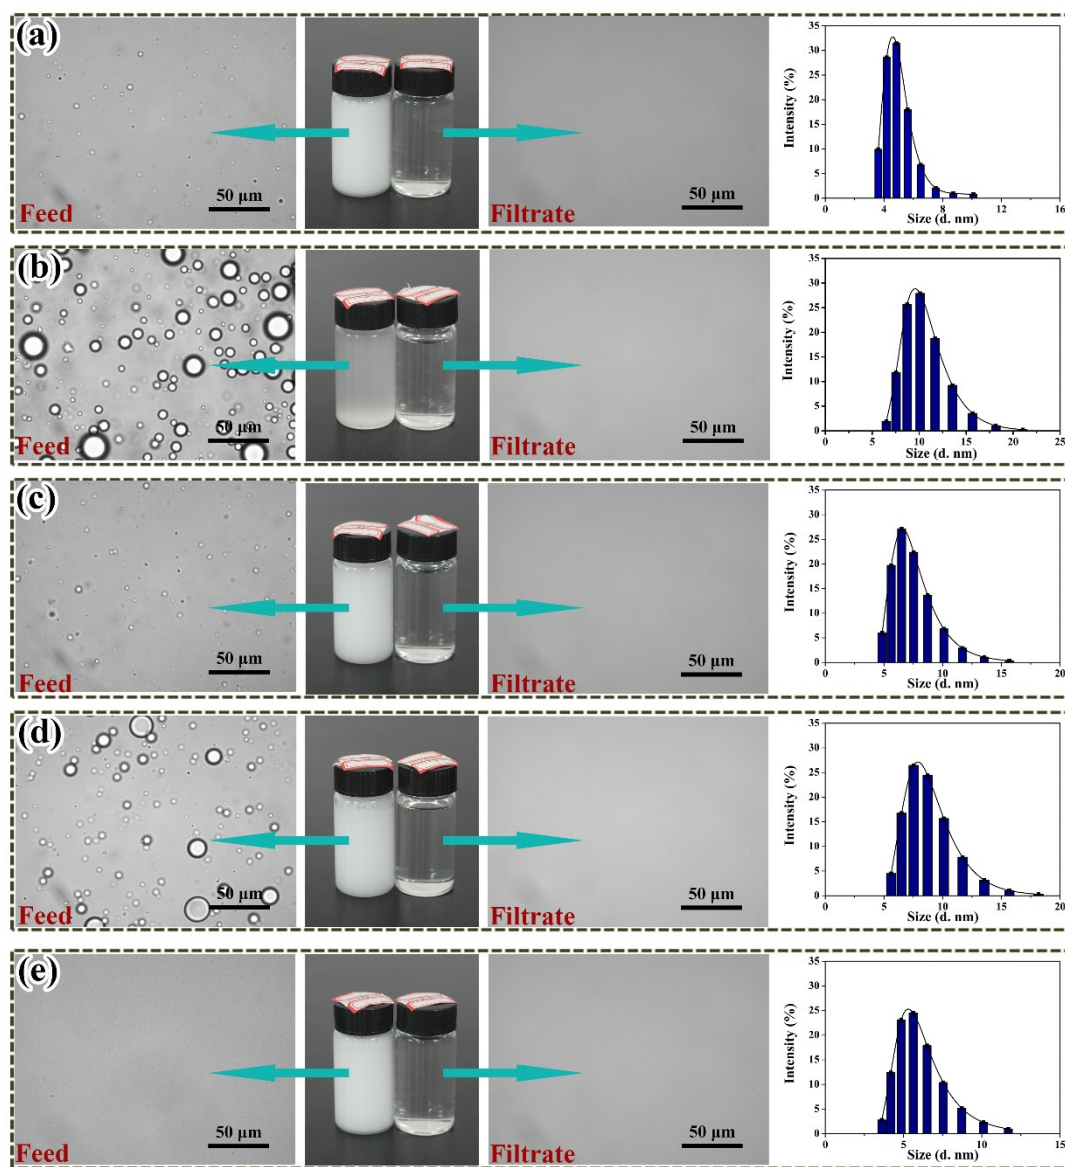 (a)
Feed
50 μm
Filtrate
50 μm
Intensity (%)
35
30
25
20
15
10
5
0
0 4 8 12 16
Size (d. nm)
(b)
Feed
50 μm
Filtrate
50 μm
Intensity (%)
35
30
25
20
15
10
5
0
0 5 10 15 20 25
Size (d. nm)
(c)
Feed
50 μm
Filtrate
50 μm
Intensity (%)
35
30
25
20
15
10
5
0
0 5 10 15 20
Size (d. nm)
(d)
Feed
50 μm
Filtrate
50 μm
Intensity (%)
35
30
25
20
15
10
5
0
0 5 10 15 20
Size (d. nm)
(e)
Feed
50 μm
Filtrate
50 μm
Intensity (%)
35
30
25
20
15
10
5
0
0 5 10 15
Size (d. nm)